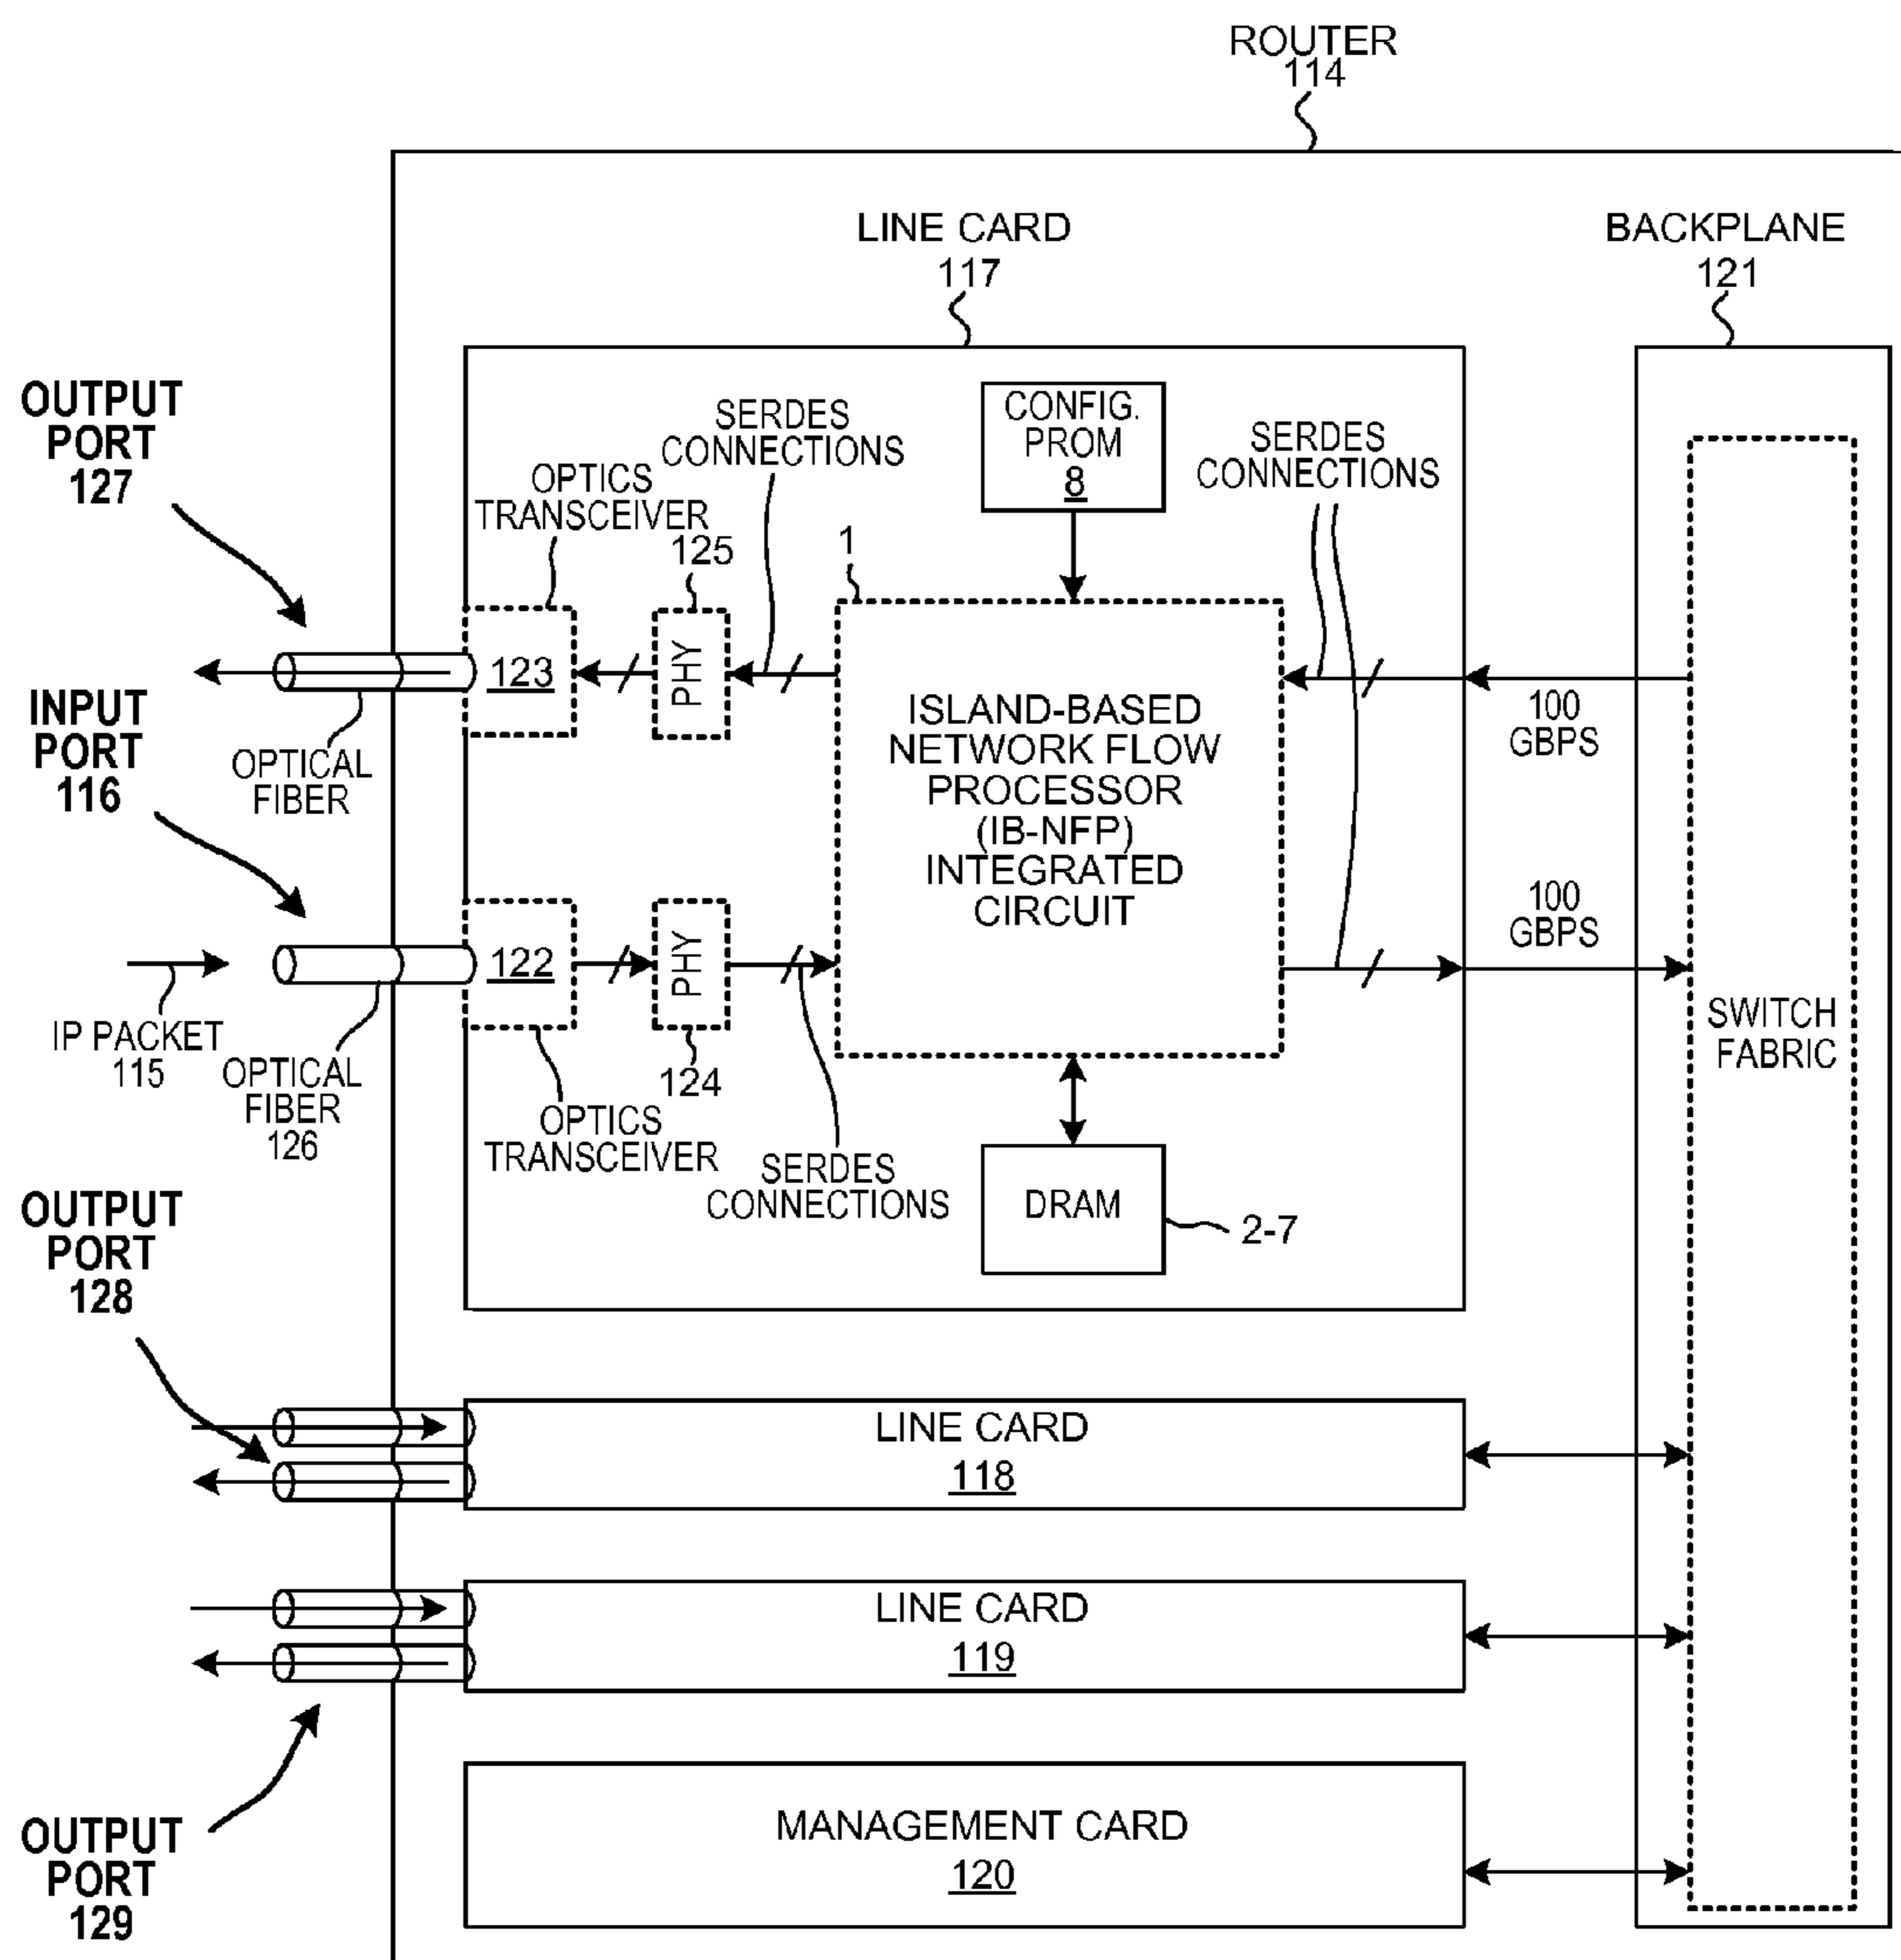 ROUTER
114
LINE CARD
117
BACKPLANE
121
OUTPUT
PORT
127
SERDES
CONNECTIONS
CONFIG.
PROM
8
SERDES
CONNECTIONS
OPTICS
TRANSCEIVER
125
1
123
PHY
INPUT
PORT
116
OPTICAL
FIBER
ISLAND-BASED
NETWORK FLOW
PROCESSOR
(IB-NFP)
INTEGRATED
CIRCUIT
100
GBPS
100
GBPS
122
PHY
IP PACKET
115
OPTICAL
FIBER
126
124
OPTICS
TRANSCEIVER
SERDES
CONNECTIONS
DRAM
2-7
SWITCH
FABRIC
OUTPUT
PORT
128
LINE CARD
118
LINE CARD
119
OUTPUT
PORT
129
MANAGEMENT CARD
120